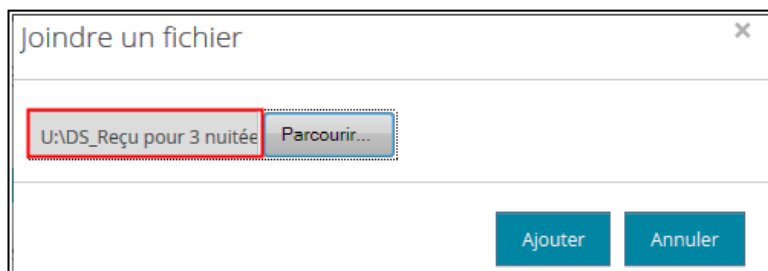 Joindre un fichier ×
U:\DS_Reçu pour 3 nuitée Parcourir...
Ajouter Annuler